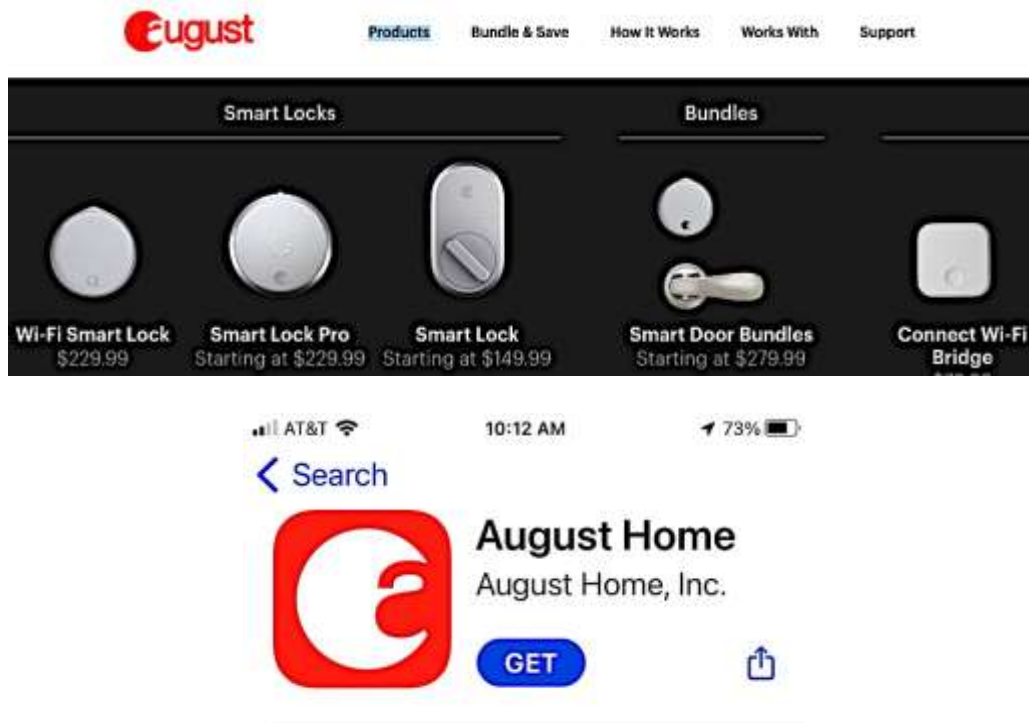 august
Products Bundle & Save How It Works Works With Support
Smart Locks Bundles
Wi-Fi Smart Lock Smart Lock Pro Smart Lock Smart Door Bundles Connect Wi-Fi
$229.99 Starting at $229.99 Starting at $149.99 Starting at $279.99 Bridge
AT&T 10:12 AM 73%
Search
August Home
August Home, Inc.
GET